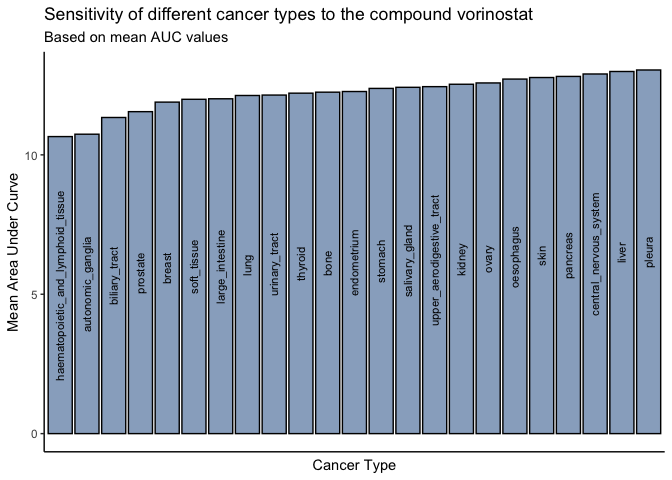 Sensitivity of different cancer types to the compound vorinostat
Based on mean AUC values
Mean Area Under Curve
10
5
0
haematopoietic_and_lymphoid_tissue
autonomic_ganglia
biliary_tract
prostate
breast
soft_tissue
large_intestine
lung
urinary_tract
thyroid
bone
endometrium
stomach
salivary_gland
upper_aerodigestive_tract
kidney
ovary
oesophagus
skin
pancreas
central_nervous_system
liver
pleura
Cancer Type